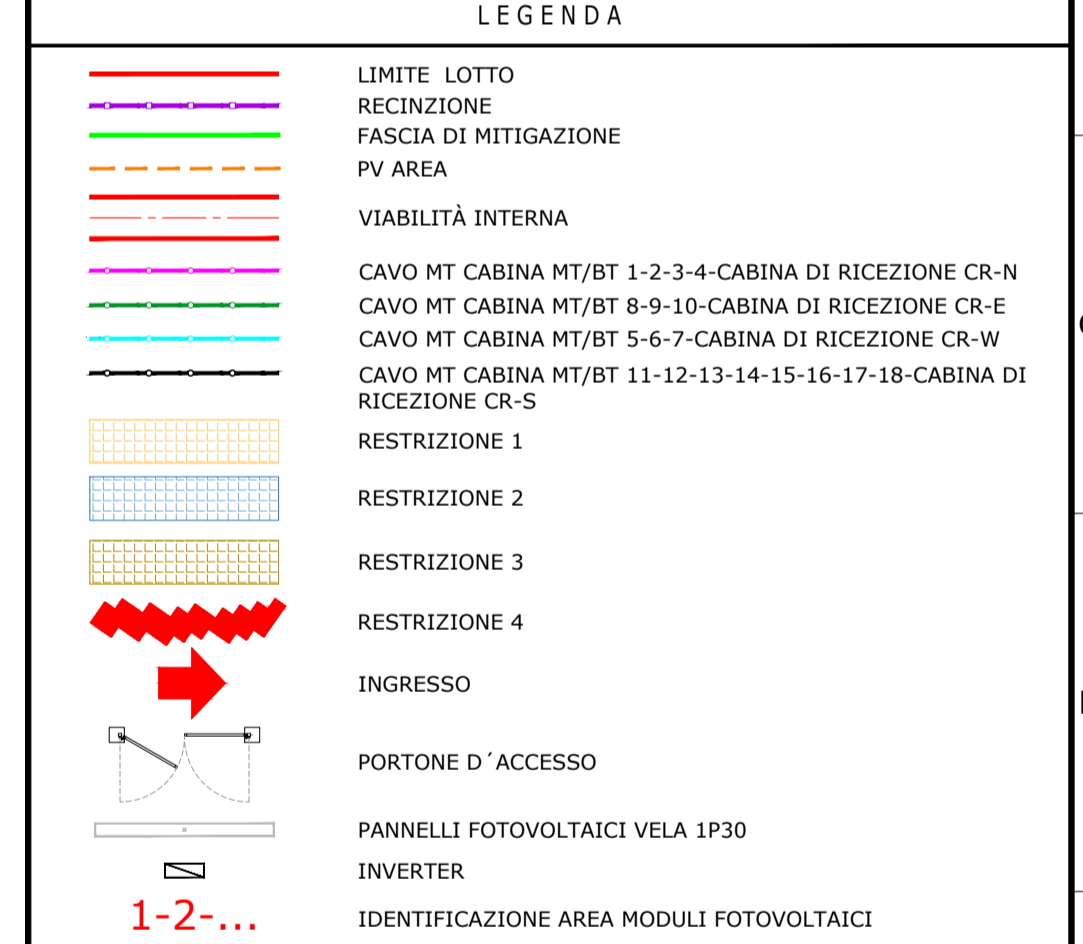 LEGENDA
LIMITE LOTTO
RECINZIONE
FASCIA DI MITIGAZIONE
PV AREA
VIABILITÀ INTERNA
CAVO MT CABINA MT/BT 1-2-3-4-CABINA DI RICEZIONE CR-N
CAVO MT CABINA MT/BT 8-9-10-CABINA DI RICEZIONE CR-E
CAVO MT CABINA MT/BT 5-6-7-CABINA DI RICEZIONE CR-W
CAVO MT CABINA MT/BT 11-12-13-14-15-16-17-18-CABINA DI
RICEZIONE CR-S
RESTRIZIONE 1
RESTRIZIONE 2
RESTRIZIONE 3
RESTRIZIONE 4
INGRESSO
PORTONE D´ACCESSO
PANNELLI FOTOVOLTAICI VELA 1P30
INVERTER
1-2-... IDENTIFICAZIONE AREA MODULI FOTOVOLTAICI